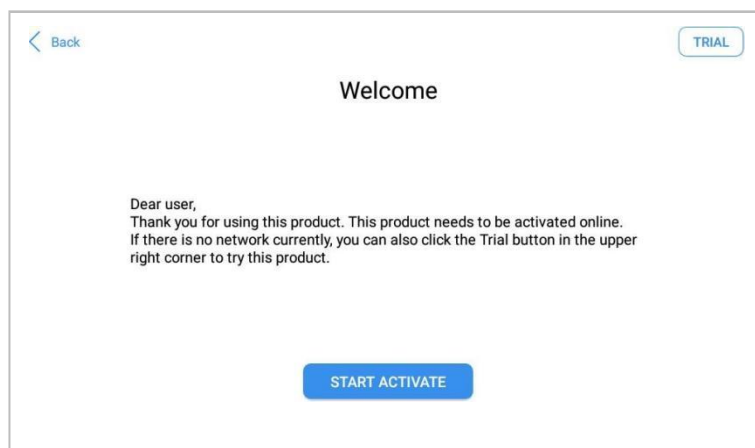 Back
TRIAL
Welcome
Dear user,
Thank you for using this product. This product needs to be activated online.
If there is no network currently, you can also click the Trial button in the upper
right corner to try this product.
START ACTIVATE